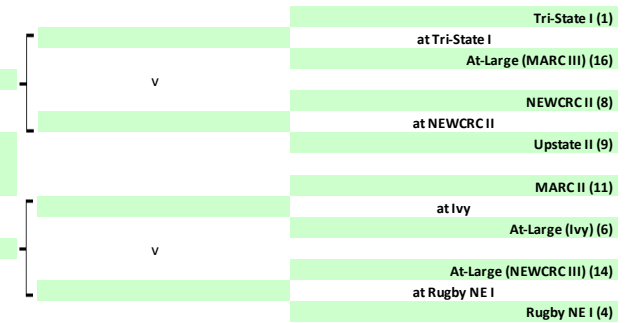 Tri-State I (1)
at Tri-State I
At-Large (MARC III) (16)
v
NEWCRC II (8)
at NEWCRC II
Upstate II (9)
MARC II (11)
at Ivy
At-Large (Ivy) (6)
v
At-Large (NEWCRC III) (14)
at Rugby NE I
Rugby NE I (4)